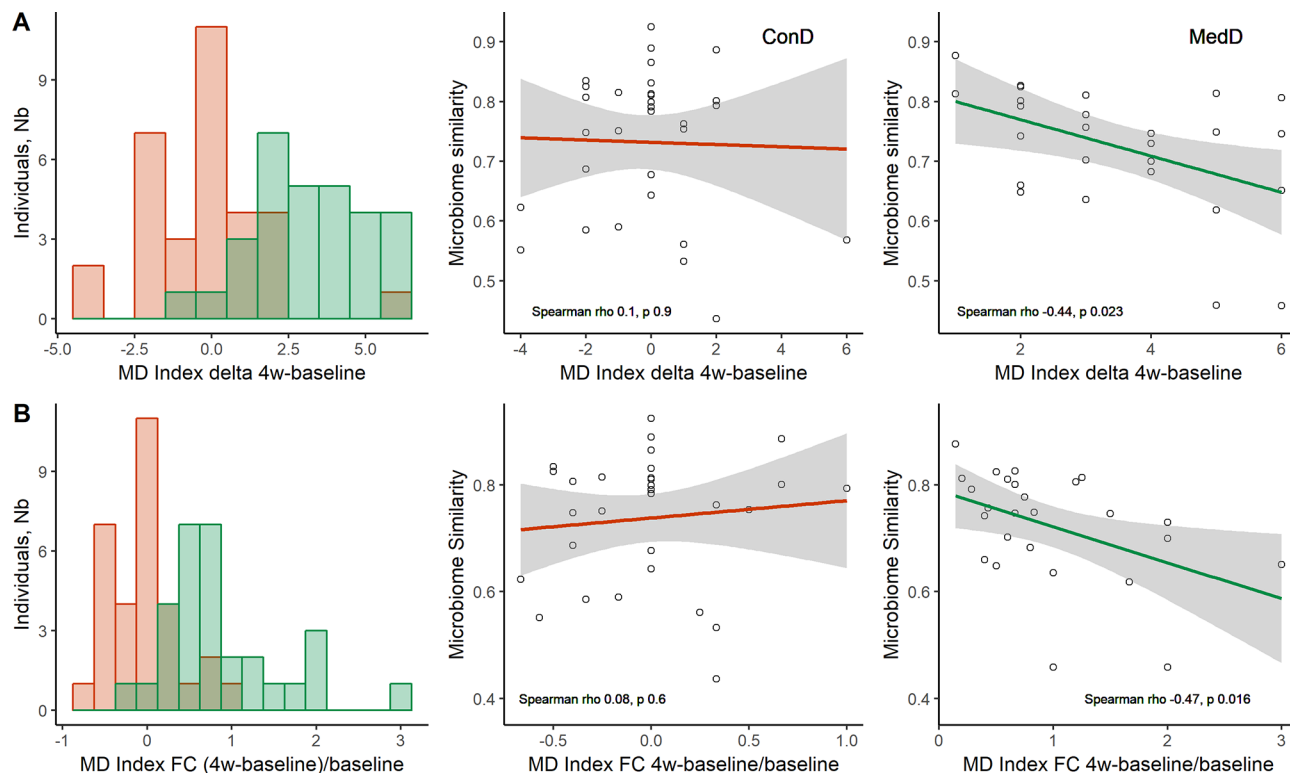 A
Individuals, Nb
9
6
3
0
-5.0 -2.5 0.0 2.5 5.0
MD Index delta 4w-baseline
ConD
Microbiome similarity
0.9
0.8
0.7
0.6
0.5
Spearman rho 0.1, p 0.9
-4 -2 0 2 4 6
MD Index delta 4w-baseline
MedD
Microbiome similarity
0.9
0.8
0.7
0.6
0.5
Spearman rho -0.44, p 0.023
2 3 4 5 6
MD Index delta 4w-baseline
B
Individuals, Nb
9
6
3
0
-1 0 1 2 3
MD Index FC (4w-baseline)/baseline
Microbiome Similarity
0.8
0.6
0.4
Spearman rho 0.08, p 0.6
-0.5 0.0 0.5 1.0
MD Index FC 4w-baseline/baseline
Microbiome Similarity
0.8
0.6
0.4
Spearman rho -0.47, p 0.016
0 1 2 3
MD Index FC 4w-baseline/baseline